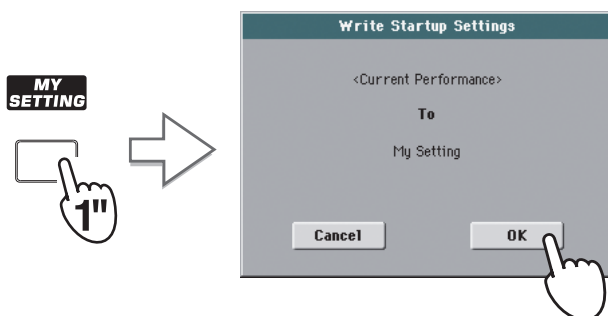 MY
SETTING
1"
Write Startup Settings
<Current Performance>
To
My Setting
Cancel
OK